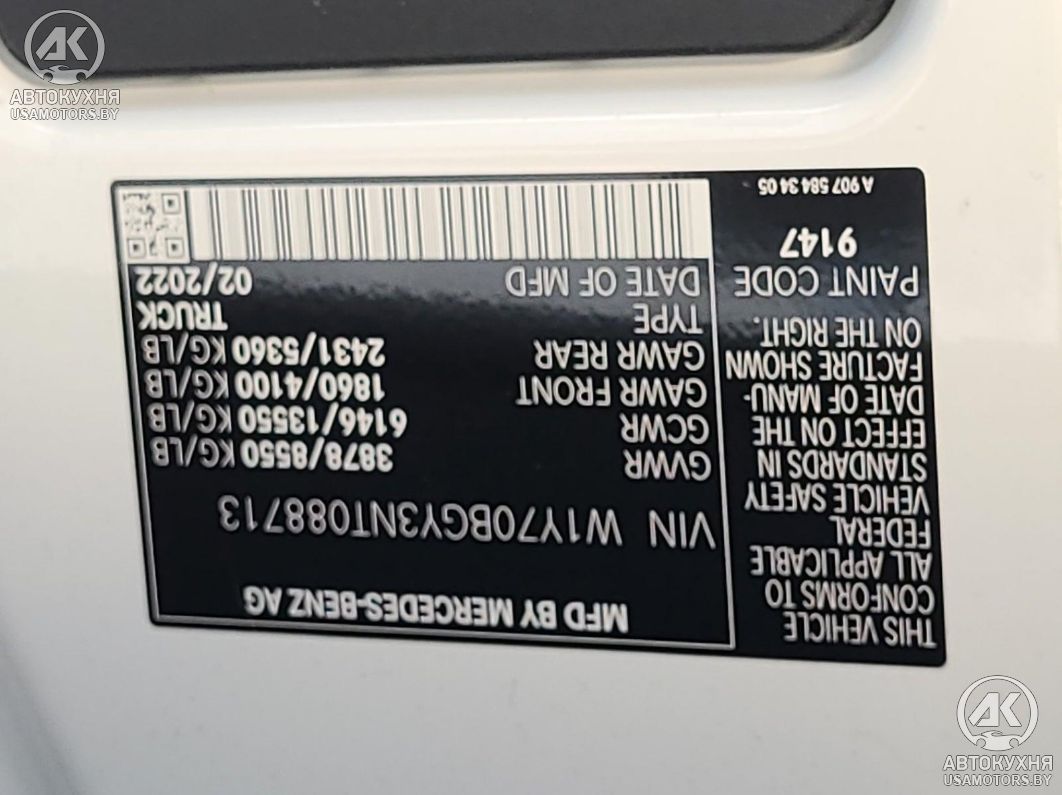 AK
АВТОКУХНЯ
USAMOTORS.BY
THIS VEHICLE
CONFORMS TO
ALL APPLICABLE
FEDERAL
VEHICLE SAFETY
STANDARDS IN
EFFECT ON THE
DATE OF MANU-
FACTURE SHOWN
ON THE RIGHT.
PAINT CODE
9147
A 907 584 34 05
MFD BY MERCEDES-BENZ AG
VIN W1Y70BGY3NT088713
GVWR 3878/8550 KG/LB
GCWR 6146/13550 KG/LB
GAWR FRONT 1860/4100 KG/LB
GAWR REAR 2431/5360 KG/LB
TYPE TRUCK
DATE OF MFD 02/2022
AK
АВТОКУХНЯ
USAMOTORS.BY